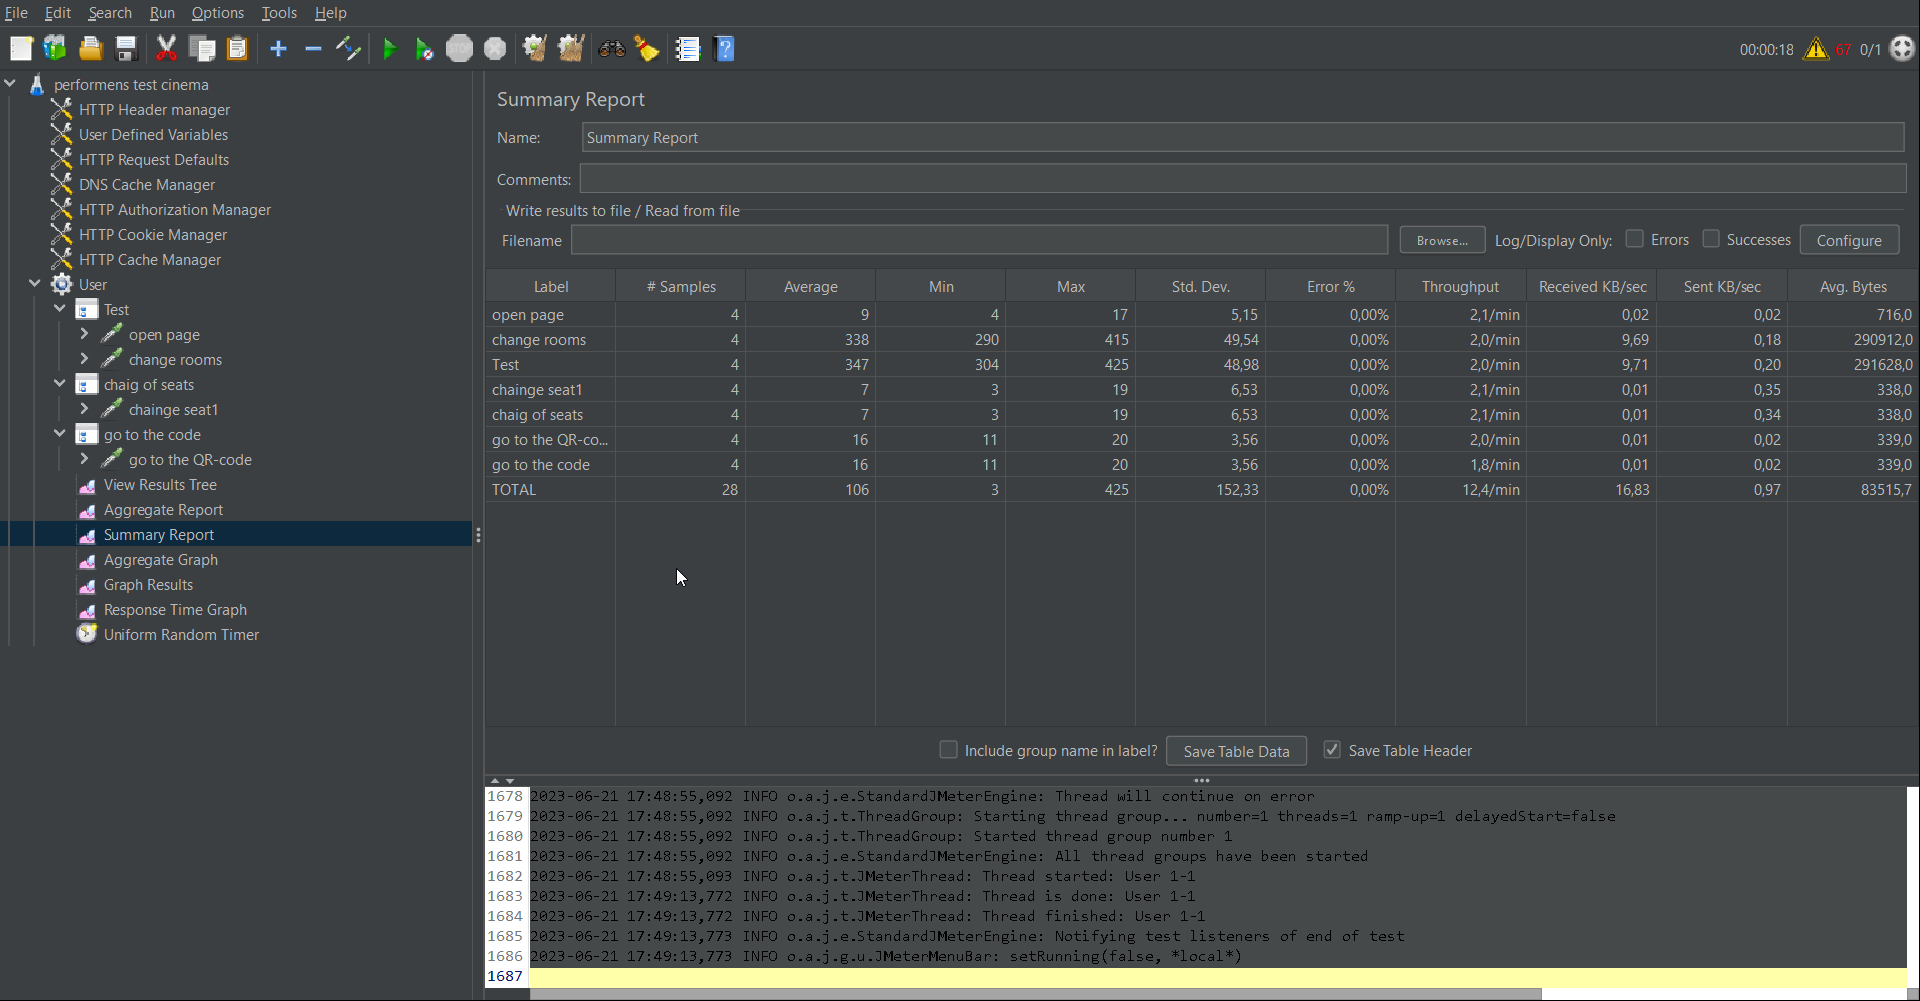 File Edit Search Run Options Tools Help
STOP
00:00:18 67 0/1
performens test cinema
HTTP Header manager
User Defined Variables
HTTP Request Defaults
DNS Cache Manager
HTTP Authorization Manager
HTTP Cookie Manager
HTTP Cache Manager
User
Test
open page
change rooms
chaig of seats
chainge seat1
go to the code
go to the QR-code
View Results Tree
Aggregate Report
Summary Report
Aggregate Graph
Graph Results
Response Time Graph
Uniform Random Timer
Summary Report
Name: Summary Report
Comments:
Write results to file / Read from file
Filename Browse... Log/Display Only: Errors Successes Configure
Label # Samples Average Min Max Std. Dev. Error % Throughput Received KB/sec Sent KB/sec Avg. Bytes
open page 4 9 4 17 5,15 0,00% 2,1/min 0,02 0,02 716,0
change rooms 4 338 290 415 49,54 0,00% 2,0/min 9,69 0,18 290912,0
Test 4 347 304 425 48,98 0,00% 2,0/min 9,71 0,20 291628,0
chainge seat1 4 7 3 19 6,53 0,00% 2,1/min 0,01 0,35 338,0
chaig of seats 4 7 3 19 6,53 0,00% 2,1/min 0,01 0,34 338,0
go to the QR-co... 4 16 11 20 3,56 0,00% 2,0/min 0,01 0,02 339,0
go to the code 4 16 11 20 3,56 0,00% 1,8/min 0,01 0,02 339,0
TOTAL 28 106 3 425 152,33 0,00% 12,4/min 16,83 0,97 83515,7
Include group name in label? Save Table Data Save Table Header
1678 2023-06-21 17:48:55,092 INFO o.a.j.e.StandardJMeterEngine: Thread will continue on error
1679 2023-06-21 17:48:55,092 INFO o.a.j.t.ThreadGroup: Starting thread group... number=1 threads=1 ramp-up=1 delayedStart=false
1680 2023-06-21 17:48:55,092 INFO o.a.j.t.ThreadGroup: Started thread group number 1
1681 2023-06-21 17:48:55,092 INFO o.a.j.e.StandardJMeterEngine: All thread groups have been started
1682 2023-06-21 17:48:55,093 INFO o.a.j.t.JMeterThread: Thread started: User 1-1
1683 2023-06-21 17:49:13,772 INFO o.a.j.t.JMeterThread: Thread is done: User 1-1
1684 2023-06-21 17:49:13,772 INFO o.a.j.t.JMeterThread: Thread finished: User 1-1
1685 2023-06-21 17:49:13,773 INFO o.a.j.e.StandardJMeterEngine: Notifying test listeners of end of test
1686 2023-06-21 17:49:13,773 INFO o.a.j.g.u.JMeterMenuBar: setRunning(false, *local*)
1687